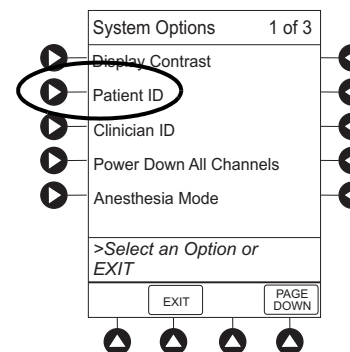 System Options 1 of 3
Display Contrast
Patient ID
Clinician ID
Power Down All Channels
Anesthesia Mode
>Select an Option or
EXIT
EXIT
PAGE
DOWN